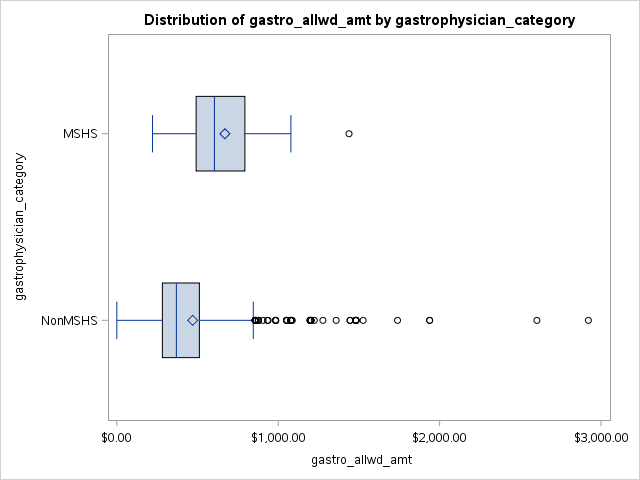 Distribution of gastro_allwd_amt by gastrophysician_category
gastrophysician_category
MSHS
NonMSHS
$0.00
$1,000.00
$2,000.00
$3,000.00
gastro_allwd_amt